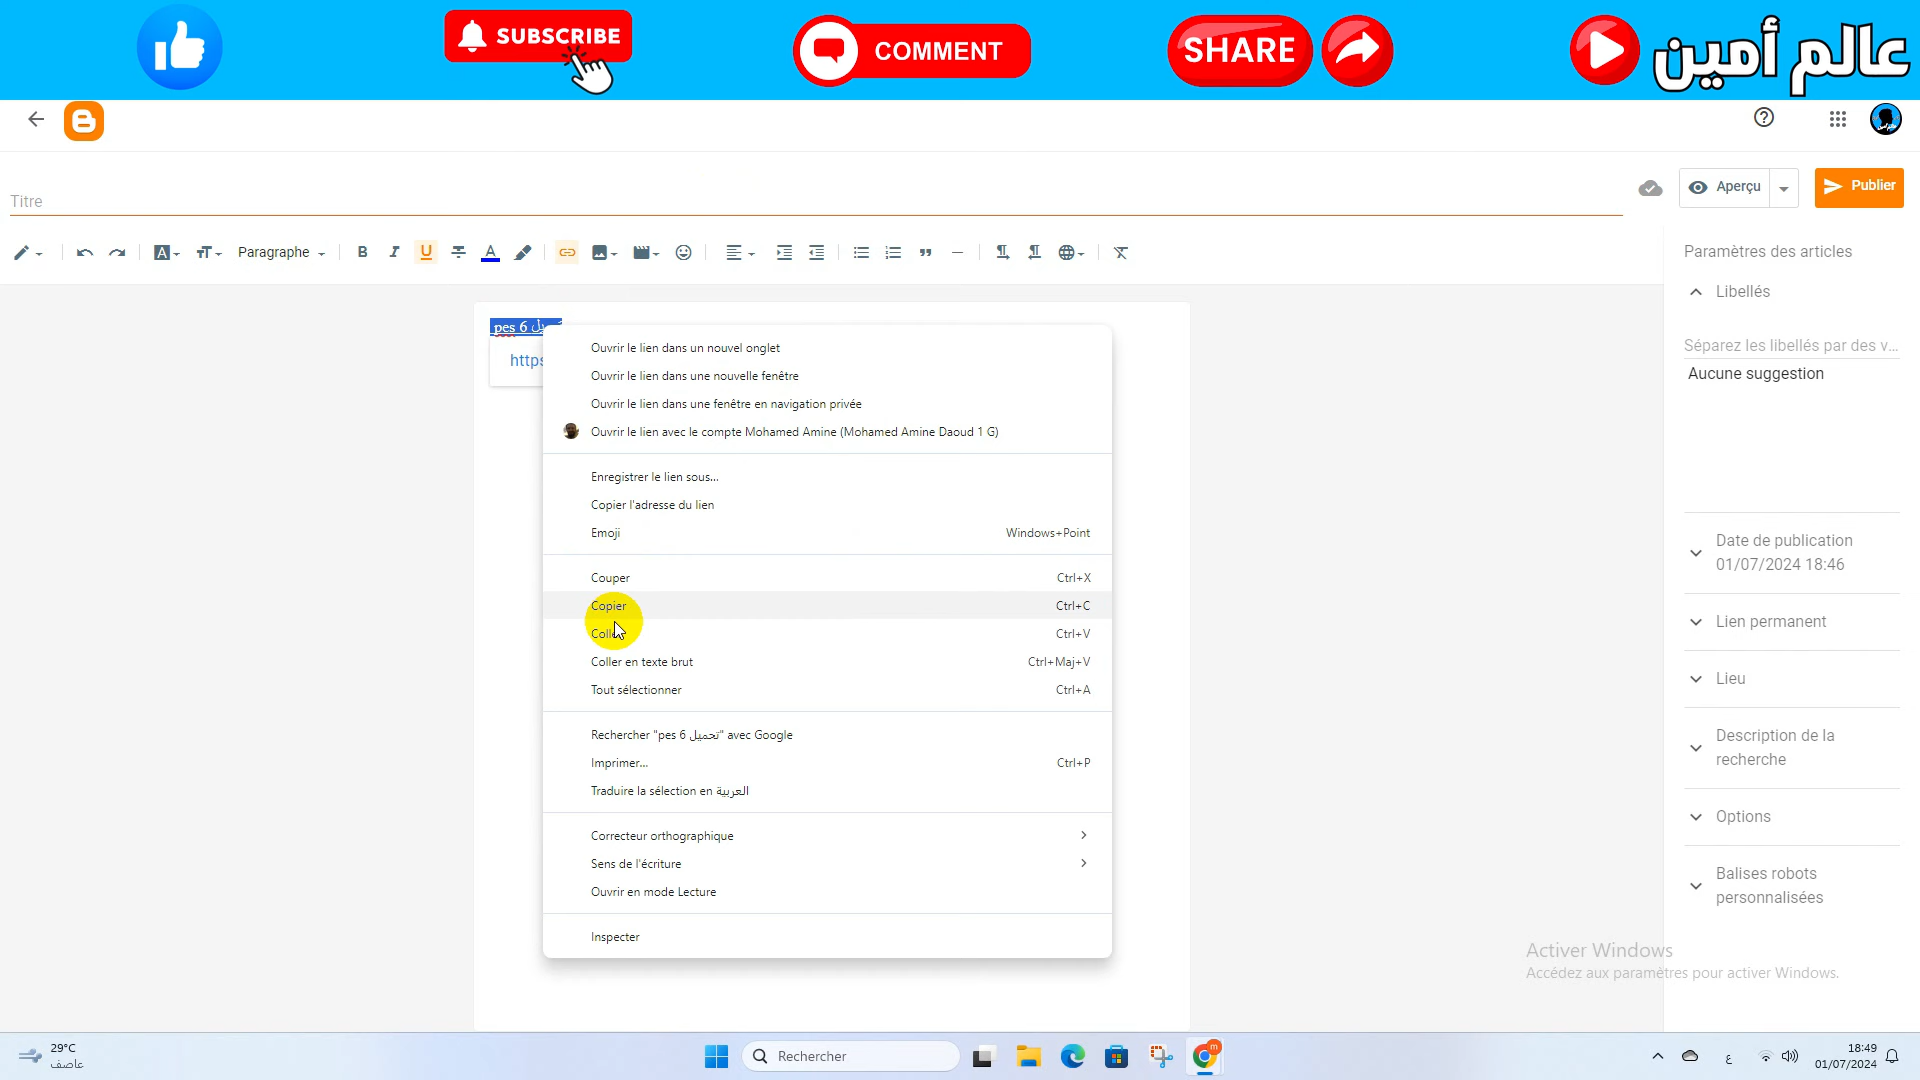 SUBSCRIBE
COMMENT
SHARE
عالم أمين
Titre
Aperçu
Publier
Paragraphe
Paramètres des articles
Libellés
Séparez les libellés par des v...
Aucune suggestion
Date de publication
01/07/2024 18:46
Lien permanent
Lieu
Description de la
recherche
Options
Balises robots
personnalisées
pes 6
https
Ouvrir le lien dans un nouvel onglet
Ouvrir le lien dans une nouvelle fenêtre
Ouvrir le lien dans une fenêtre en navigation privée
Ouvrir le lien avec le compte Mohamed Amine (Mohamed Amine Daoud 1 G)
Enregistrer le lien sous...
Copier l'adresse du lien
Emoji Windows+Point
Couper Ctrl+X
Copier Ctrl+C
Coller Ctrl+V
Coller en texte brut Ctrl+Maj+V
Tout sélectionner Ctrl+A
Rechercher "pes 6 تحميل" avec Google
Imprimer... Ctrl+P
Traduire la sélection en العربية
Correcteur orthographique
Sens de l'écriture
Ouvrir en mode Lecture
Inspecter
Activer Windows
Accédez aux paramètres pour activer Windows.
29°C
عاصف
Rechercher
m
ع
18:49
01/07/2024